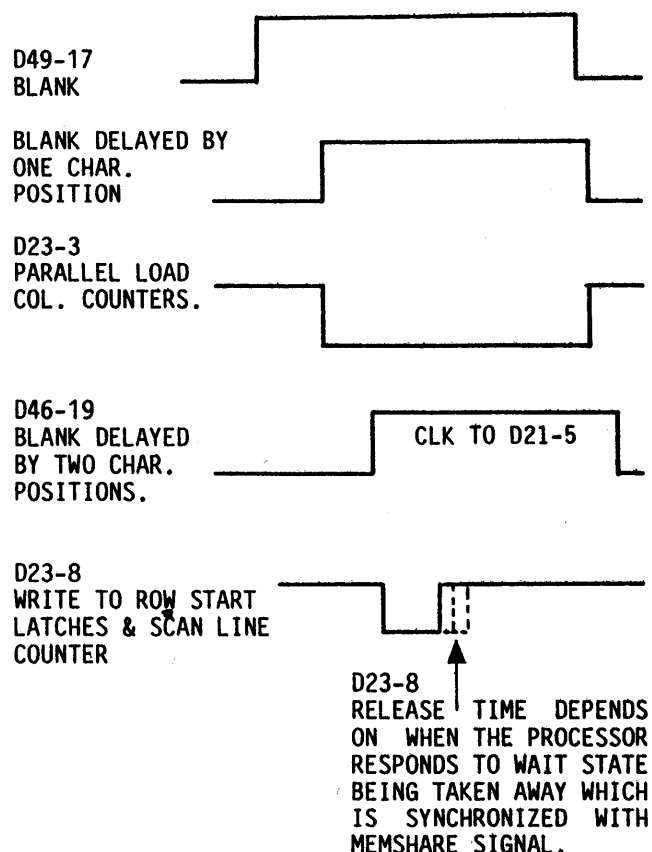 D49-17
BLANK
BLANK DELAYED BY
ONE CHAR.
POSITION
D23-3
PARALLEL LOAD
COL. COUNTERS.
D46-19
BLANK DELAYED
BY TWO CHAR.
POSITIONS.
CLK TO D21-5
D23-8
WRITE TO ROW START
LATCHES & SCAN LINE
COUNTER
D23-8
RELEASE TIME DEPENDS
ON WHEN THE PROCESSOR
RESPONDS TO WAIT STATE
BEING TAKEN AWAY WHICH
IS SYNCHRONIZED WITH
MEMSHARE SIGNAL.